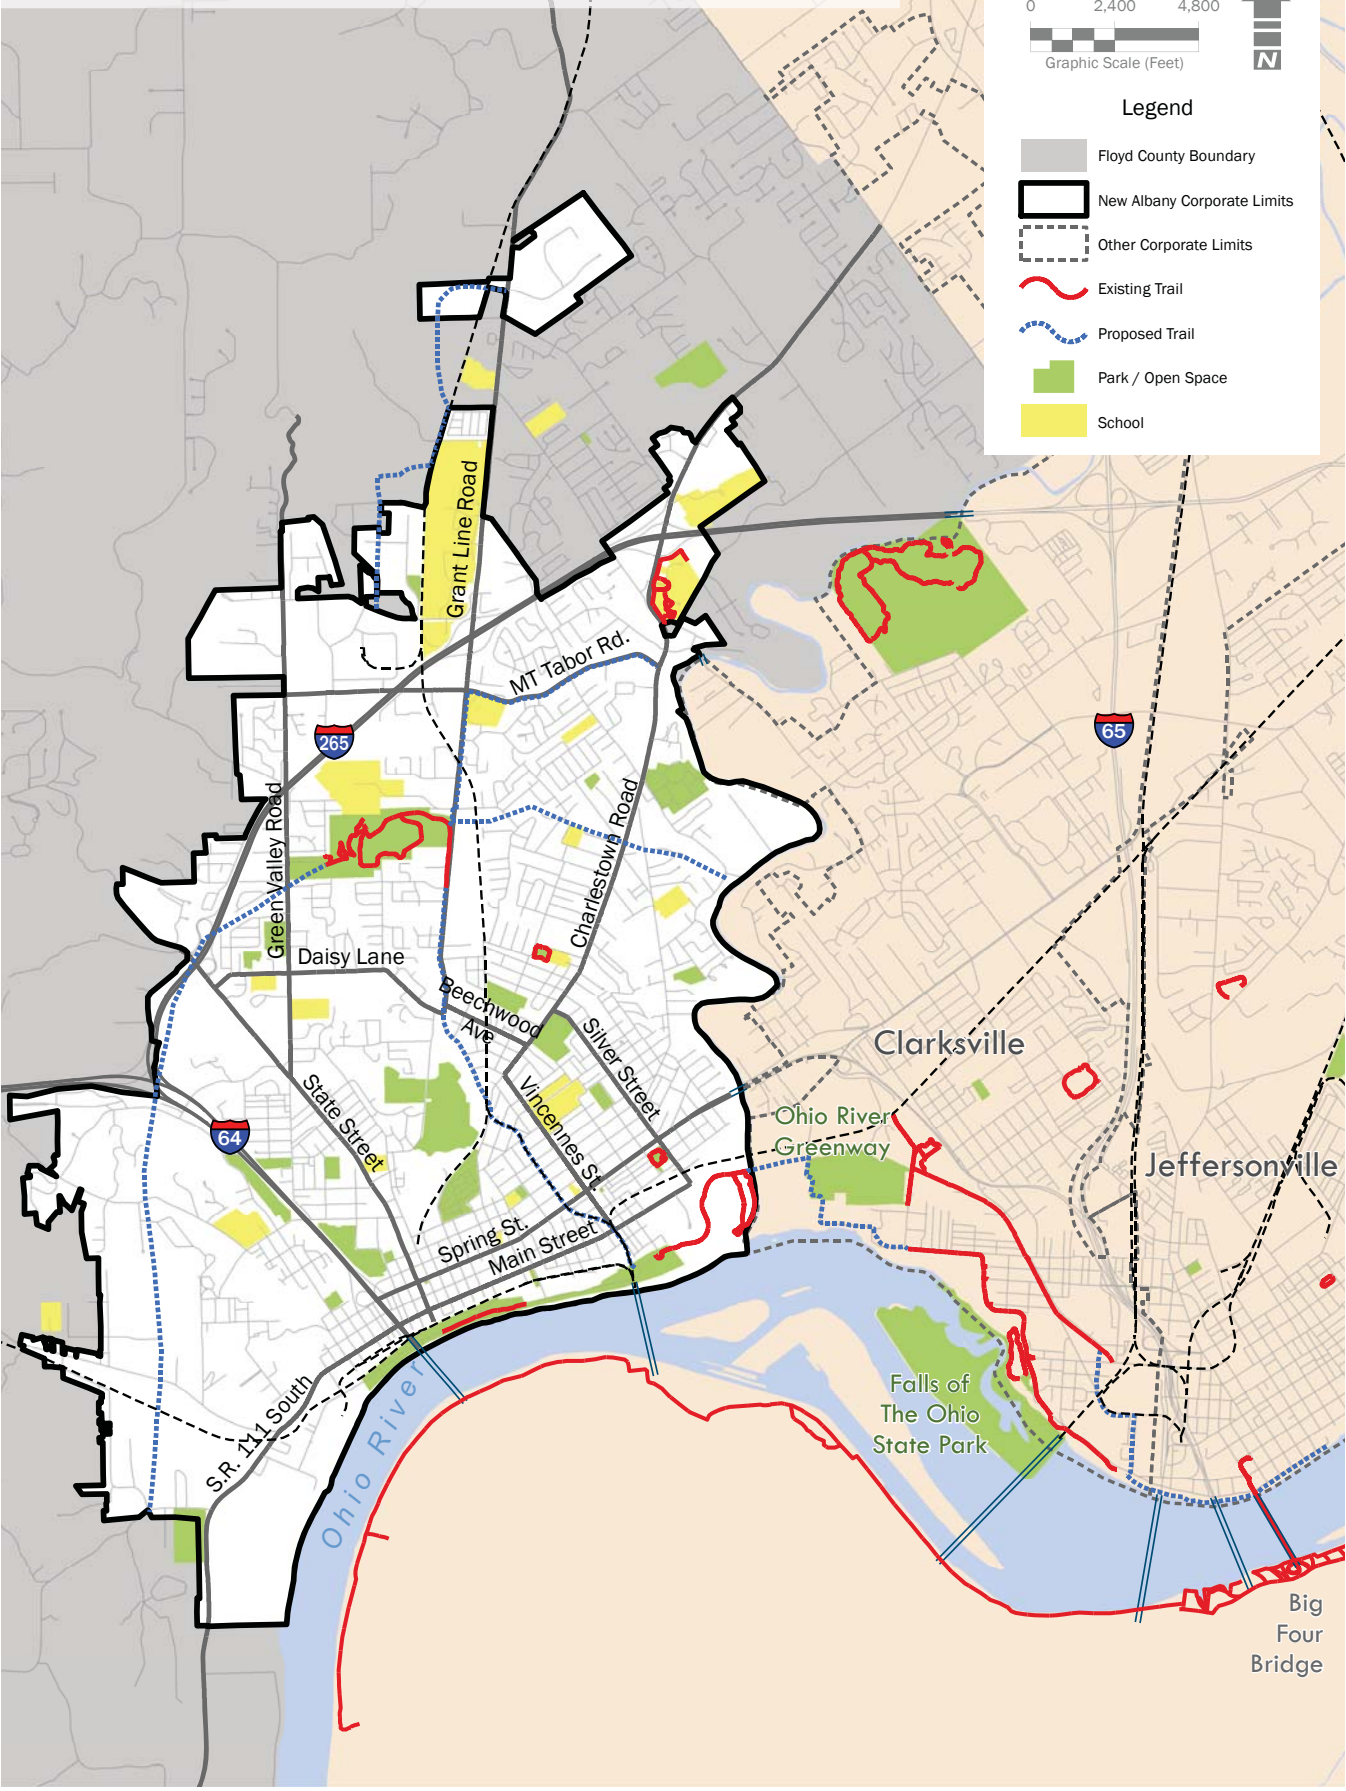 0 2,400 4,800
Graphic Scale (Feet)
N
Legend
Floyd County Boundary
New Albany Corporate Limits
Other Corporate Limits
Existing Trail
Proposed Trail
Park / Open Space
School
Grant Line Road
MT Tabor Rd.
265
65
Green Valley Road
Charlestown Road
Daisy Lane
Beechwood
Ave
Silver Street
Clarksville
State Street
Vincennes St.
Ohio River
Greenway
64
Jeffersonville
Spring St.
Main Street
Falls of
The Ohio
State Park
S.R. 111 South
Ohio River
Big
Four
Bridge